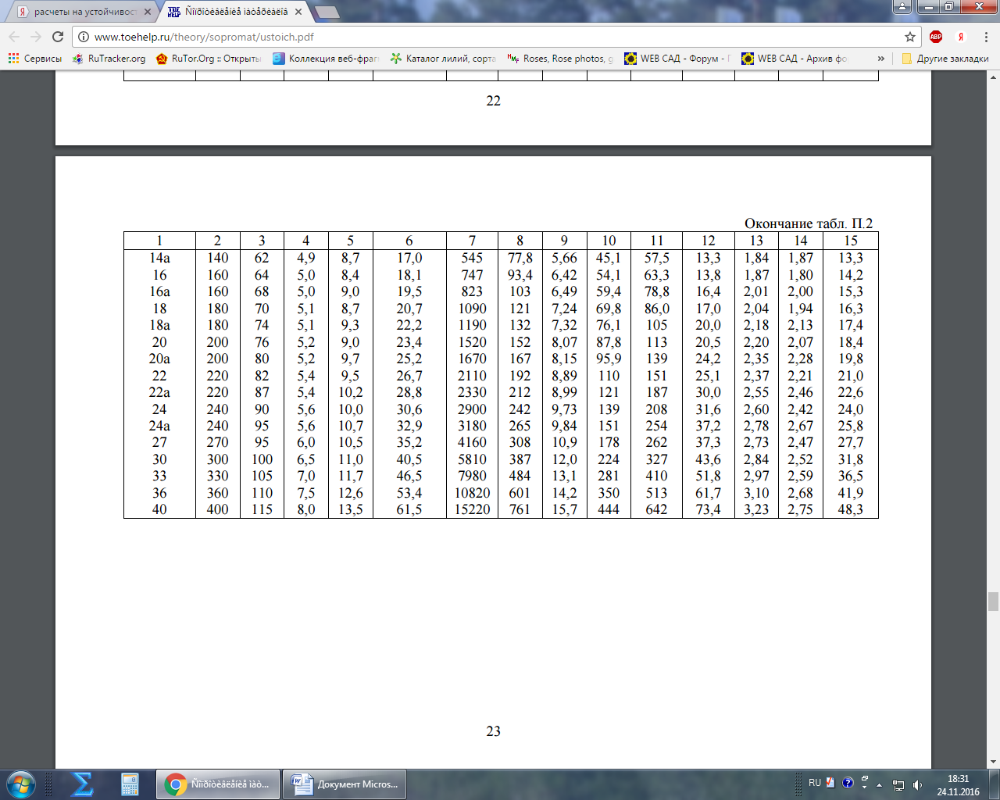 расчеты на устойчивост
Ñîïðîòèâëåíèå ìàòåðèàëîâ
www.toehelp.ru/theory/sopromat/ustoich.pdf
ABP
Сервисы RuTracker.org RuTor.Org :: Открыты Коллекция веб-фраг Каталог лилий, сорта Roses, Rose photos, g WEB САД - Форум - WEB САД - Архив фо » Другие закладки
22
Окончание табл. П.2
1 2 3 4 5 6 7 8 9 10 11 12 13 14 15
14а 140 62 4,9 8,7 17,0 545 77,8 5,66 45,1 57,5 13,3 1,84 1,87 13,3
16 160 64 5,0 8,4 18,1 747 93,4 6,42 54,1 63,3 13,8 1,87 1,80 14,2
16а 160 68 5,0 9,0 19,5 823 103 6,49 59,4 78,8 16,4 2,01 2,00 15,3
18 180 70 5,1 8,7 20,7 1090 121 7,24 69,8 86,0 17,0 2,04 1,94 16,3
18а 180 74 5,1 9,3 22,2 1190 132 7,32 76,1 105 20,0 2,18 2,13 17,4
20 200 76 5,2 9,0 23,4 1520 152 8,07 87,8 113 20,5 2,20 2,07 18,4
20а 200 80 5,2 9,7 25,2 1670 167 8,15 95,9 139 24,2 2,35 2,28 19,8
22 220 82 5,4 9,5 26,7 2110 192 8,89 110 151 25,1 2,37 2,21 21,0
22а 220 87 5,4 10,2 28,8 2330 212 8,99 121 187 30,0 2,55 2,46 22,6
24 240 90 5,6 10,0 30,6 2900 242 9,73 139 208 31,6 2,60 2,42 24,0
24а 240 95 5,6 10,7 32,9 3180 265 9,84 151 254 37,2 2,78 2,67 25,8
27 270 95 6,0 10,5 35,2 4160 308 10,9 178 262 37,3 2,73 2,47 27,7
30 300 100 6,5 11,0 40,5 5810 387 12,0 224 327 43,6 2,84 2,52 31,8
33 330 105 7,0 11,7 46,5 7980 484 13,1 281 410 51,8 2,97 2,59 36,5
36 360 110 7,5 12,6 53,4 10820 601 14,2 350 513 61,7 3,10 2,68 41,9
40 400 115 8,0 13,5 61,5 15220 761 15,7 444 642 73,4 3,23 2,75 48,3
23
Ñîïðîòèâëåíèå ìàò... Документ Micros... RU 18:31
24.11.2016